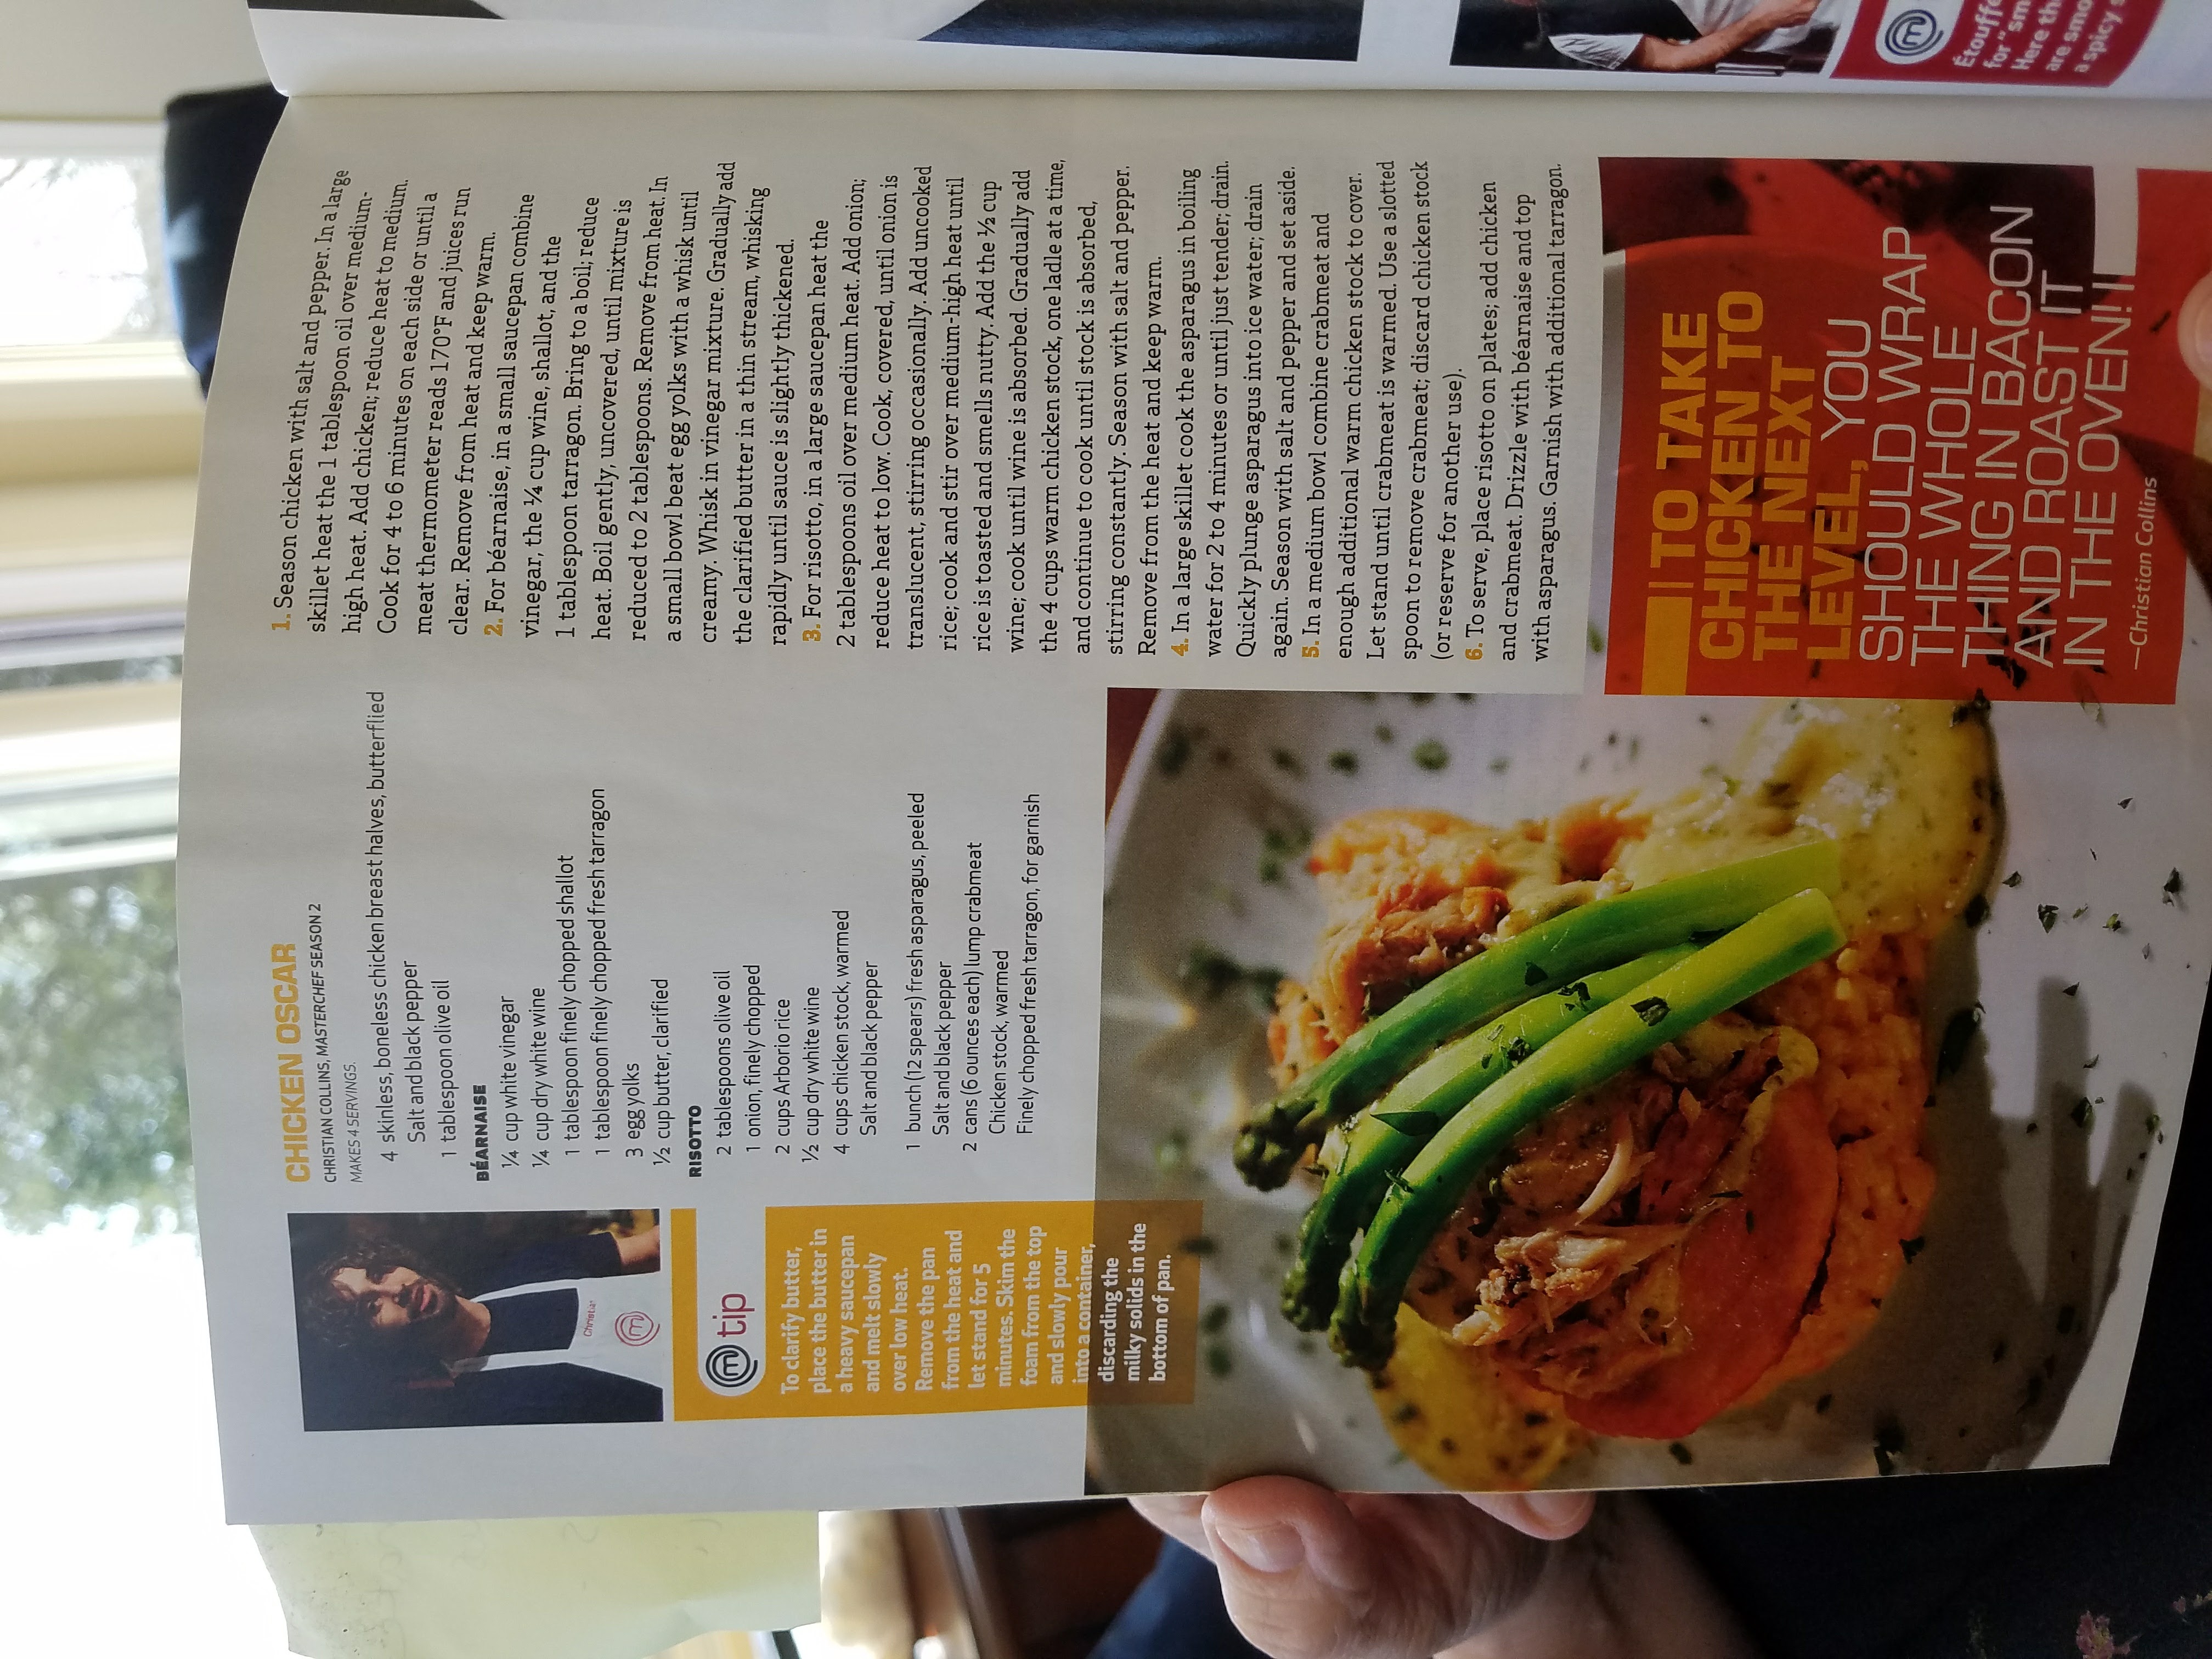 CHICKEN OSCAR
CHRISTIAN COLLINS, MASTERCHEF SEASON 2
MAKES 4 SERVINGS.
4 skinless, boneless chicken breast halves, butterflied
Salt and black pepper
1 tablespoon olive oil
BÉARNAISE
¼ cup white vinegar
¼ cup dry white wine
1 tablespoon finely chopped shallot
1 tablespoon finely chopped fresh tarragon
3 egg yolks
½ cup butter, clarified
RISOTTO
2 tablespoons olive oil
1 onion, finely chopped
2 cups Arborio rice
½ cup dry white wine
4 cups chicken stock, warmed
Salt and black pepper
1 bunch (12 spears) fresh asparagus, peeled
Salt and black pepper
2 cans (6 ounces each) lump crabmeat
Chicken stock, warmed
Finely chopped fresh tarragon, for garnish
Christian
m
m tip
To clarify butter,
place the butter in
a heavy saucepan
and melt slowly
over low heat.
Remove the pan
from the heat and
let stand for 5
minutes. Skim the
foam from the top
and slowly pour
into a container,
discarding the
milky solids in the
bottom of pan.
1. Season chicken with salt and pepper. In a large
skillet heat the 1 tablespoon oil over medium-
high heat. Add chicken; reduce heat to medium.
Cook for 4 to 6 minutes on each side or until a
meat thermometer reads 170°F and juices run
clear. Remove from heat and keep warm.
2. For béarnaise, in a small saucepan combine
vinegar, the ¼ cup wine, shallot, and the
1 tablespoon tarragon. Bring to a boil; reduce
heat. Boil gently, uncovered, until mixture is
reduced to 2 tablespoons. Remove from heat. In
a small bowl beat egg yolks with a whisk until
creamy. Whisk in vinegar mixture. Gradually add
the clarified butter in a thin stream, whisking
rapidly until sauce is slightly thickened.
3. For risotto, in a large saucepan heat the
2 tablespoons oil over medium heat. Add onion;
reduce heat to low. Cook, covered, until onion is
translucent, stirring occasionally. Add uncooked
rice; cook and stir over medium-high heat until
rice is toasted and smells nutty. Add the ½ cup
wine; cook until wine is absorbed. Gradually add
the 4 cups warm chicken stock, one ladle at a time,
and continue to cook until stock is absorbed,
stirring constantly. Season with salt and pepper.
Remove from the heat and keep warm.
4. In a large skillet cook the asparagus in boiling
water for 2 to 4 minutes or until just tender; drain.
Quickly plunge asparagus into ice water; drain
again. Season with salt and pepper and set aside.
5. In a medium bowl combine crabmeat and
enough additional warm chicken stock to cover.
Let stand until crabmeat is warmed. Use a slotted
spoon to remove crabmeat; discard chicken stock
(or reserve for another use).
6. To serve, place risotto on plates; add chicken
and crabmeat. Drizzle with béarnaise and top
with asparagus. Garnish with additional tarragon.
TO TAKE
CHICKEN TO
THE NEXT
LEVEL, YOU
SHOULD WRAP
THE WHOLE
THING IN BACON
AND ROAST IT
IN THE OVEN!
—Christian Collins
m
Étouffé
for "sm
Here th
are smo
a spicy s